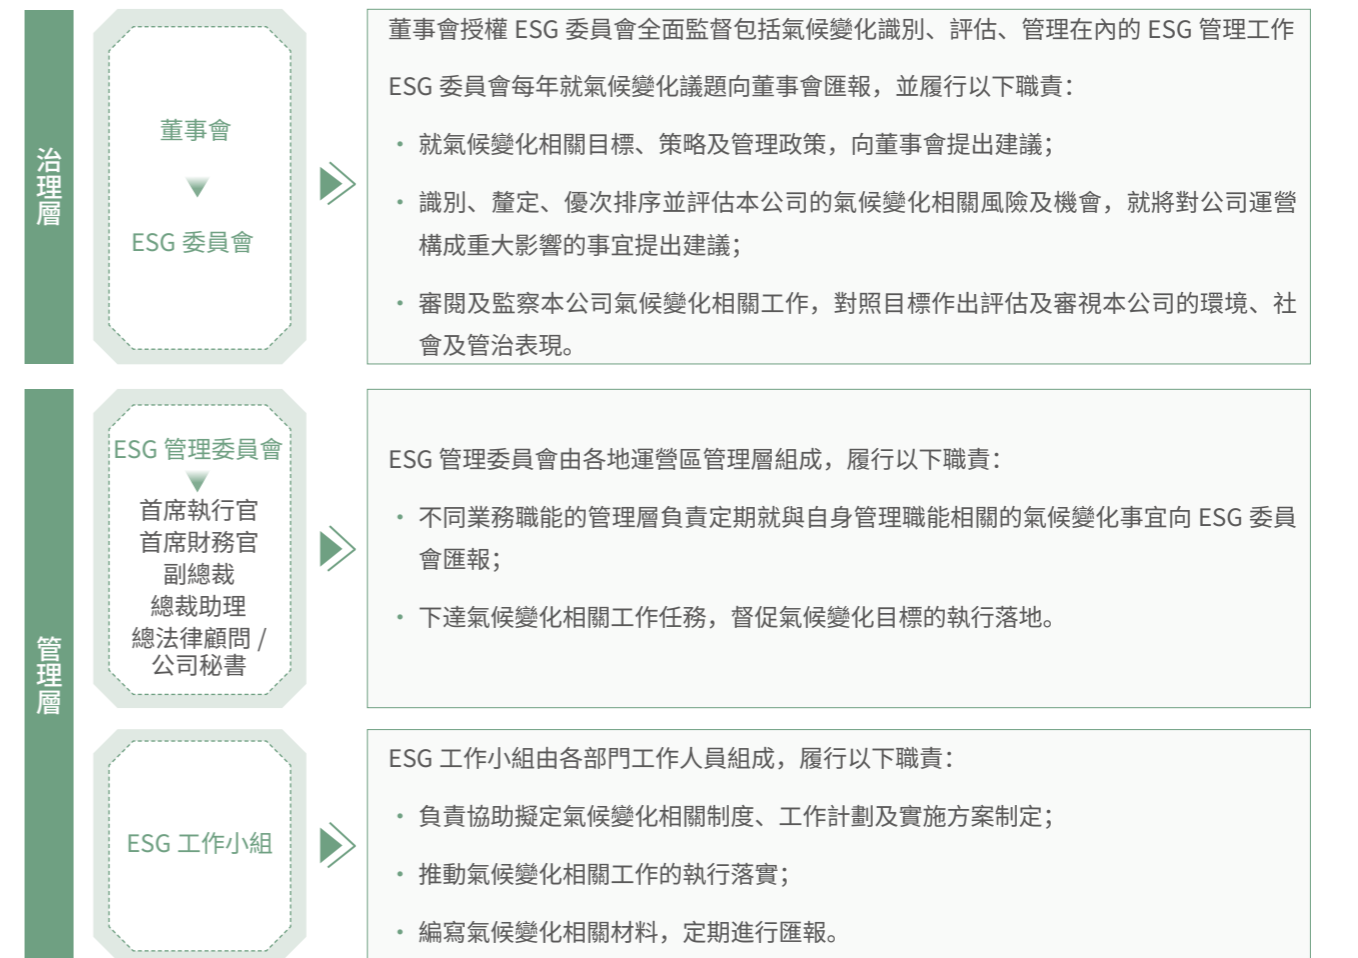 治理層
董事會
ESG 委員會
董事會授權 ESG 委員會全面監督包括氣候變化識別、評估、管理在內的 ESG 管理工作
ESG 委員會每年就氣候變化議題向董事會匯報，並履行以下職責：
• 就氣候變化相關目標、策略及管理政策，向董事會提出建議；
• 識別、釐定、優次排序並評估本公司的氣候變化相關風險及機會，就將對公司運營
構成重大影響的事宜提出建議；
• 審閱及監察本公司氣候變化相關工作，對照目標作出評估及審視本公司的環境、社
會及管治表現。
管理層
ESG 管理委員會
首席執行官
首席財務官
副總裁
總裁助理
總法律顧問 /
公司秘書
ESG 管理委員會由各地運營區管理層組成，履行以下職責：
• 不同業務職能的管理層負責定期就與自身管理職能相關的氣候變化事宜向 ESG 委員
會匯報；
• 下達氣候變化相關工作任務，督促氣候變化目標的執行落地。
ESG 工作小組
ESG 工作小組由各部門工作人員組成，履行以下職責：
• 負責協助擬定氣候變化相關制度、工作計劃及實施方案制定；
• 推動氣候變化相關工作的執行落實；
• 編寫氣候變化相關材料，定期進行匯報。